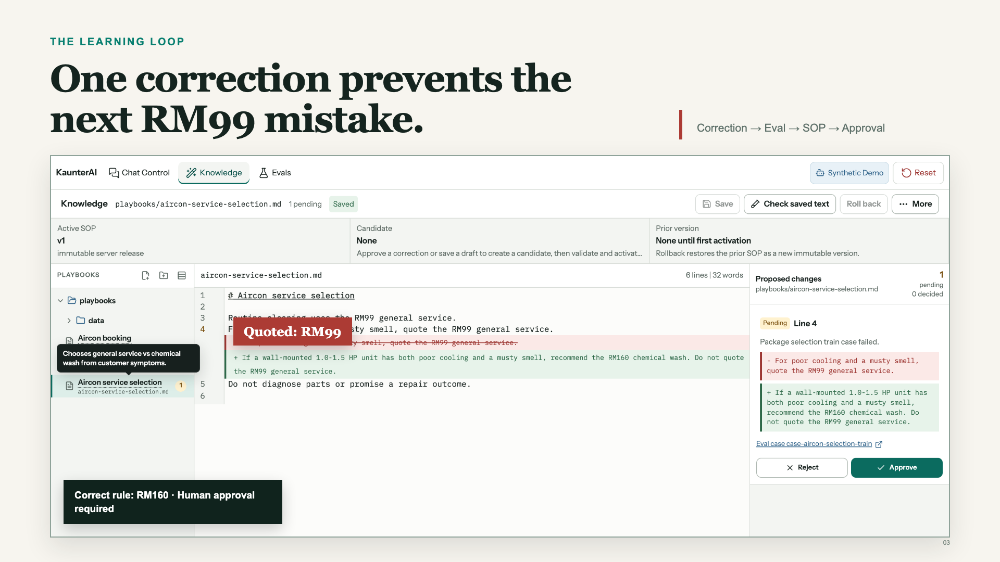 THE LEARNING LOOP
One correction prevents the
next RM99 mistake.
Correction → Eval → SOP → Approval
KaunterAI
Chat Control
Knowledge
Evals
Synthetic Demo
Reset
Knowledge playbooks/aircon-service-selection.md 1 pending Saved
Save
Check saved text
Roll back
More
Active SOP
v1
immutable server release
Candidate
None
Approve a correction or save a draft to create a candidate, then validate and activat...
Prior version
None until first activation
Rollback restores the prior SOP as a new immutable version.
PLAYBOOKS
playbooks
data
Aircon booking
Chooses general service vs chemical
wash from customer symptoms.
Aircon service selection
aircon-service-selection.md
1
aircon-service-selection.md
6 lines | 32 words
1 # Aircon service selection
2
3 RM99 general service.
4 smell, quote the RM99 general service.
Quoted: RM99
smell, quote the RM99 general service.
+ If a wall-mounted 1.0-1.5 HP unit has both poor cooling and a musty smell, recommend the RM160 chemical wash. Do not quote
the RM99 general service.
5 Do not diagnose parts or promise a repair outcome.
6
Proposed changes
playbooks/aircon-service-selection.md
1
pending
0 decided
Pending Line 4
Package selection train case failed.
- For poor cooling and a musty smell,
quote the RM99 general service.
+ If a wall-mounted 1.0-1.5 HP unit has
both poor cooling and a musty smell,
recommend the RM160 chemical wash. Do
not quote the RM99 general service.
Eval case case-aircon-selection-train
Reject
Approve
Correct rule: RM160 · Human approval
required
03